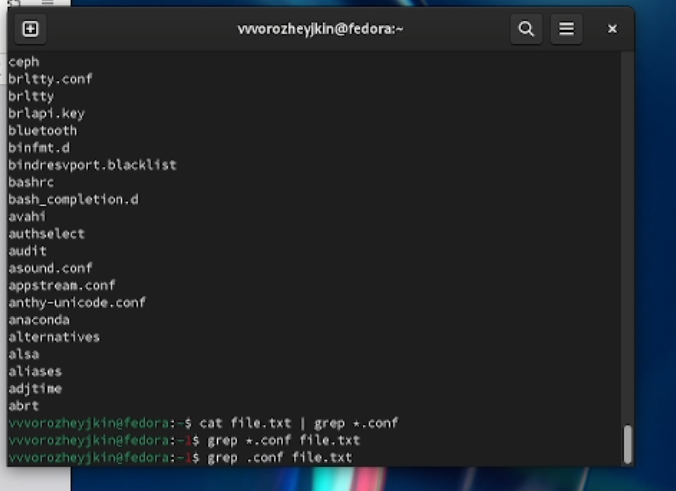 vvvorozheyjkin@fedora:~
ceph
brltty.conf
brltty
brlapi.key
bluetooth
binfmt.d
bindresvport.blacklist
bashrc
bash_completion.d
avahi
authselect
audit
asound.conf
appstream.conf
anthy-unicode.conf
anaconda
alternatives
alsa
aliases
adjtime
abrt
vvvorozheyjkin@fedora:~$ cat file.txt | grep *.conf
vvvorozheyjkin@fedora:~1$ grep *.conf file.txt
vvvorozheyjkin@fedora:~1$ grep .conf file.txt